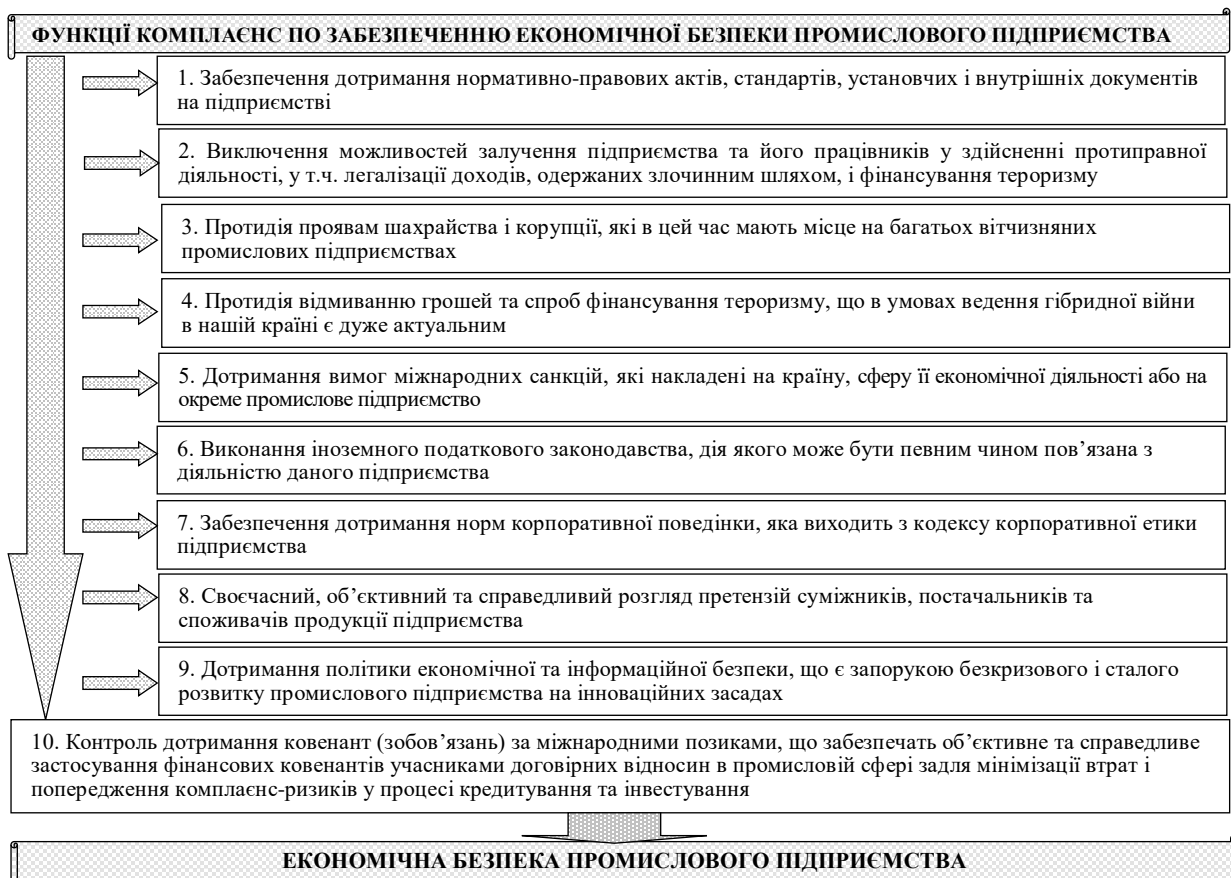 ФУНКЦІЇ КОМПЛАЄНС ПО ЗАБЕЗПЕЧЕННЮ ЕКОНОМІЧНОЇ БЕЗПЕКИ ПРОМИСЛОВОГО ПІДПРИЄМСТВА
1. Забезпечення дотримання нормативно-правових актів, стандартів, установчих і внутрішніх документів
на підприємстві
2. Виключення можливостей залучення підприємства та його працівників у здійсненні протиправної
діяльності, у т.ч. легалізації доходів, одержаних злочинним шляхом, і фінансування тероризму
3. Протидія проявам шахрайства і корупції, які в цей час мають місце на багатьох вітчизняних
промислових підприємствах
4. Протидія відмиванню грошей та спроб фінансування тероризму, що в умовах ведення гібридної війни
в нашій країні є дуже актуальним
5. Дотримання вимог міжнародних санкцій, які накладені на країну, сферу її економічної діяльності або на
окреме промислове підприємство
6. Виконання іноземного податкового законодавства, дія якого може бути певним чином пов’язана з
діяльністю даного підприємства
7. Забезпечення дотримання норм корпоративної поведінки, яка виходить з кодексу корпоративної етики
підприємства
8. Своєчасний, об’єктивний та справедливий розгляд претензій суміжників, постачальників та
споживачів продукції підприємства
9. Дотримання політики економічної та інформаційної безпеки, що є запорукою безкризового і сталого
розвитку промислового підприємства на інноваційних засадах
10. Контроль дотримання ковенант (зобов’язань) за міжнародними позиками, що забезпечать об’єктивне та справедливе
застосування фінансових ковенантів учасниками договірних відносин в промисловій сфері задля мінімізації втрат і
попередження комплаєнс-ризиків у процесі кредитування та інвестування
ЕКОНОМІЧНА БЕЗПЕКА ПРОМИСЛОВОГО ПІДПРИЄМСТВА